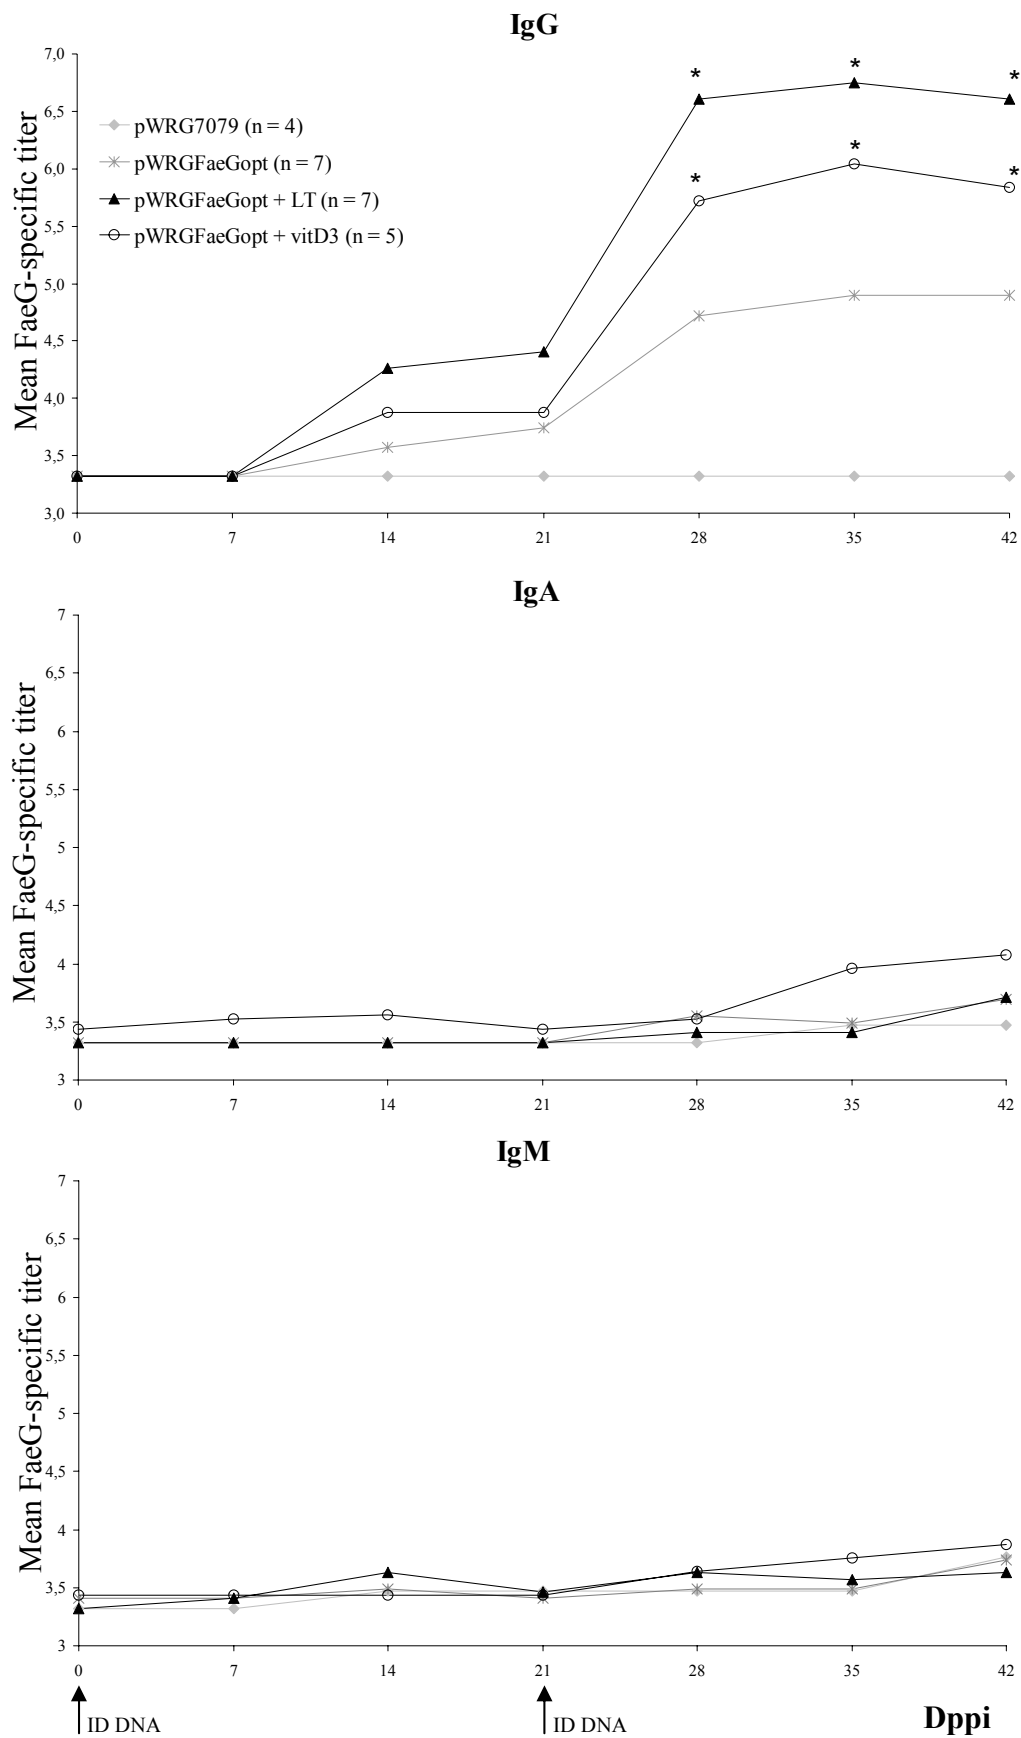 IgG
Mean FaeG-specific titer
7,0
6,5
6,0
5,5
5,0
4,5
4,0
3,5
3,0
pWRG7079 (n = 4)
pWRGFaeGopt (n = 7)
pWRGFaeGopt + LT (n = 7)
pWRGFaeGopt + vitD3 (n = 5)
* * *
* * *
0 7 14 21 28 35 42
IgA
Mean FaeG-specific titer
7
6,5
6
5,5
5
4,5
4
3,5
3
0 7 14 21 28 35 42
IgM
Mean FaeG-specific titer
7
6,5
6
5,5
5
4,5
4
3,5
3
0 7 14 21 28 35 42
ID DNA ID DNA Dppi